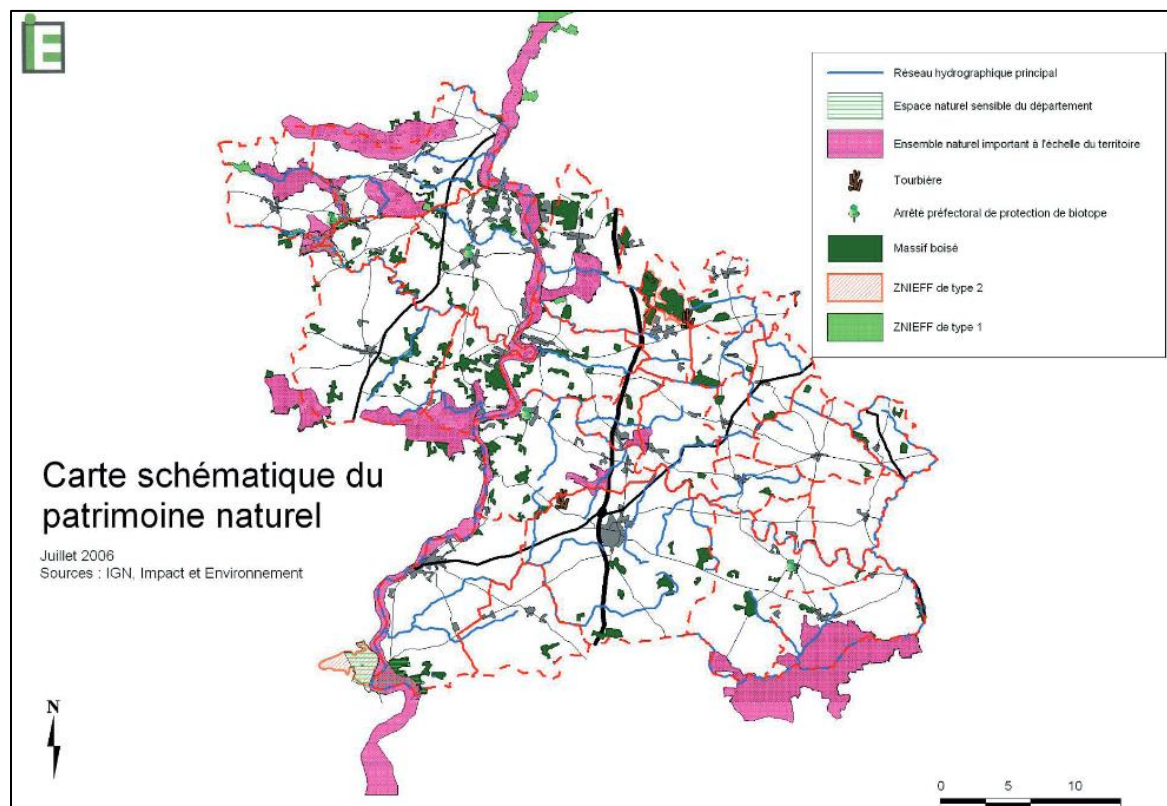 iE
Réseau hydrographique principal
Espace naturel sensible du département
Ensemble naturel important à l'échelle du territoire
Tourbière
Arrêté préfectoral de protection de biotope
Massif boisé
ZNIEFF de type 2
ZNIEFF de type 1
Carte schématique du
patrimoine naturel
Juillet 2006
Sources : IGN, Impact et Environnement
N
0 5 10